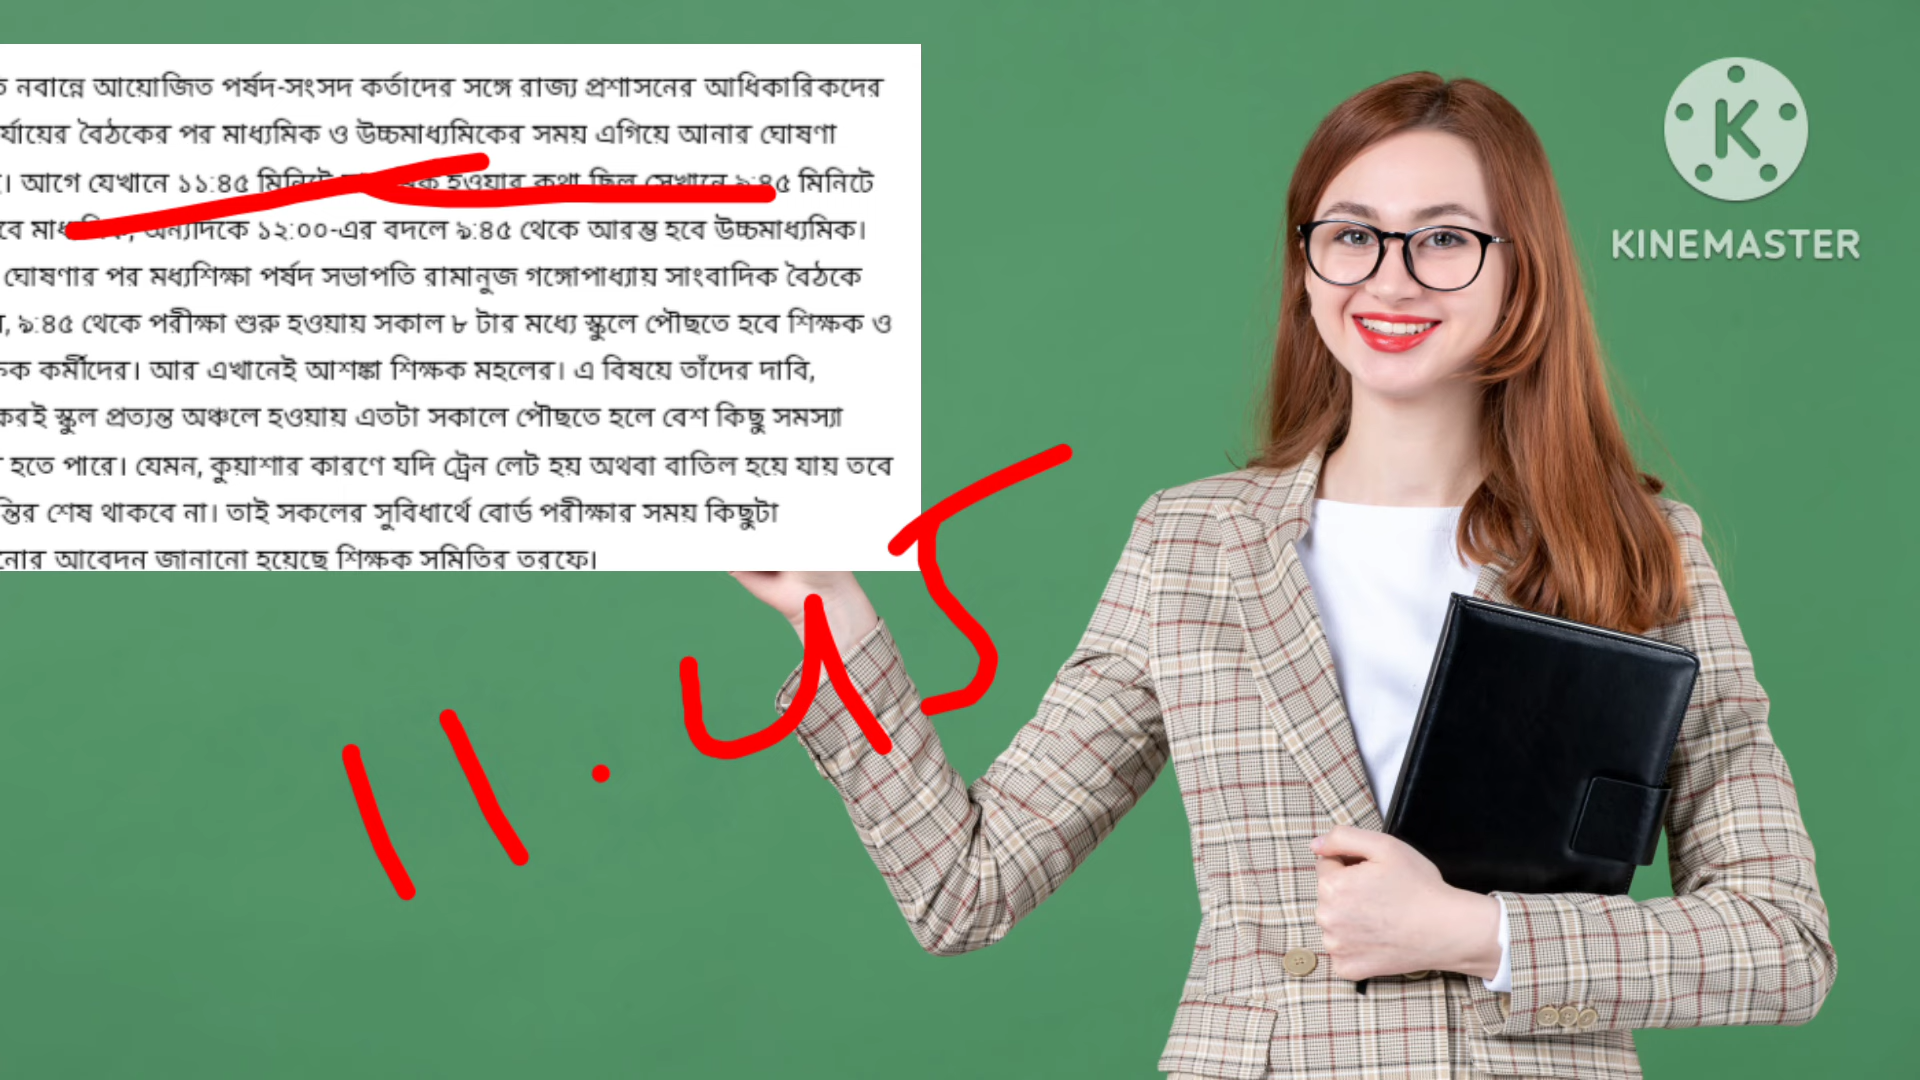 নবান্নে আয়োজিত পর্ষদ-সংসদ কর্তাদের সঙ্গে রাজ্য প্রশাসনের আধিকারিকদের
র্যায়ের বৈঠকের পর মাধ্যমিক ও উচ্চমাধ্যমিকের সময় এগিয়ে আনার ঘোষণা
। আগে যেখানে ১১:৪৫ মিনিটে হওয়ার কথা ছিল সেখানে ৯:৪৫ মিনিটে
বে অন্যদিকে ১২:০০-এর বদলে ৯:৪৫ থেকে আরম্ভ হবে উচ্চমাধ্যমিক।
ঘোষণার পর মধ্যশিক্ষা পর্ষদ সভাপতি রামানুজ গঙ্গোপাধ্যায় সাংবাদিক বৈঠকে
, ৯:৪৫ থেকে পরীক্ষা শুরু হওয়ায় সকাল ৮ টার মধ্যে স্কুলে পৌছতে হবে শিক্ষক ও
ক কর্মীদের। আর এখানেই আশঙ্কা শিক্ষক মহলের। এ বিষয়ে তাঁদের দাবি,
করই স্কুল প্রত্যন্ত অঞ্চলে হওয়ায় এতটা সকালে পৌছতে হলে বেশ কিছু সমস্যা
হতে পারে। যেমন, কুয়াশার কারণে যদি ট্রেন লেট হয় অথবা বাতিল হয়ে যায় তবে
ন্তির শেষ থাকবে না। তাই সকলের সুবিধার্থে বোর্ড পরীক্ষার সময় কিছুটা
নোর আবেদন জানানো হয়েছে শিক্ষক সমিতির তরফে।
11.45
K
KINEMASTER